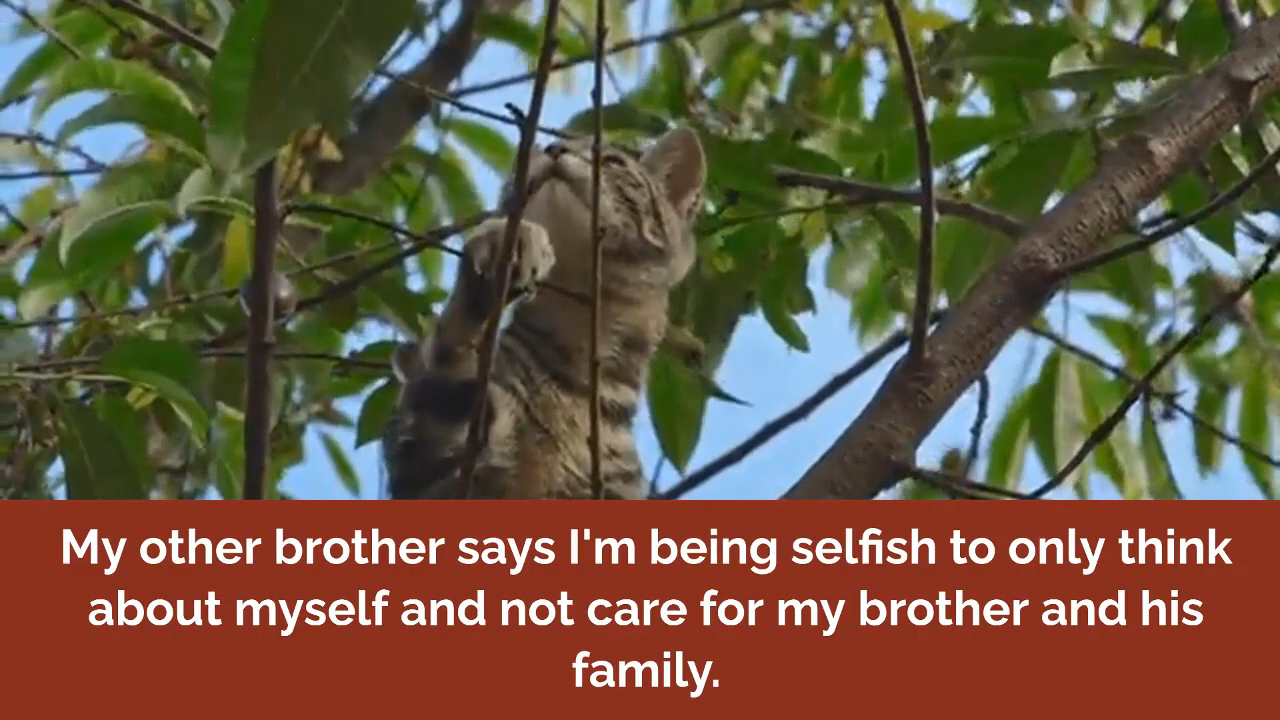 My other brother says I'm being selfish to only think
about myself and not care for my brother and his
family.